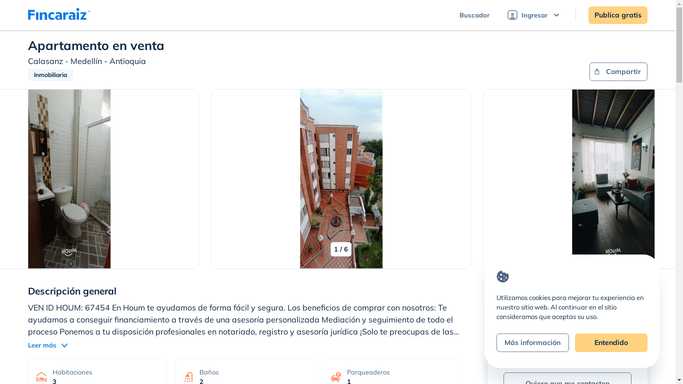 Fincaraiz
Buscador
Ingresar
Publica gratis
Apartamento en venta
Calasanz - Medellín - Antioquia
Inmobiliaria
Compartir
HOUM
1 / 6
HOUM
Descripción general
VEN ID HOUM: 67454 En Houm te ayudamos de forma fácil y segura. Los beneficios de comprar con nosotros: Te
ayudamos a conseguir financiamiento a través de una asesoría personalizada Mediación y seguimiento de todo el
proceso Ponemos a tu disposición profesionales en notariado, registro y asesoría jurídica ¡Solo te preocupas de las...
Leer más
Habitaciones
3
Baños
2
Parqueaderos
1
Utilizamos cookies para mejorar tu experiencia en
nuestro sitio web. Al continuar en el sitio
consideramos que aceptas su uso.
Más información
Entendido
Quiero que me contacten